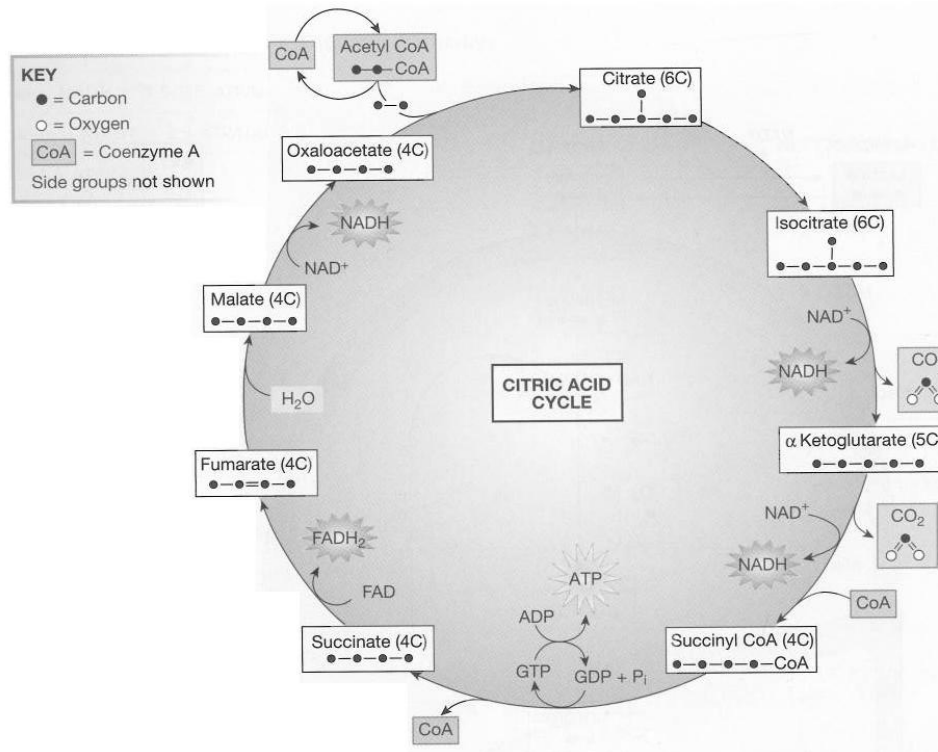 KEY
= Carbon
= Oxygen
CoA = Coenzyme A
Side groups not shown
CoA
Acetyl CoA
CoA
Citrate (6C)
Oxaloacetate (4C)
Isocitrate (6C)
NADH
NAD⁺
Malate (4C)
NAD⁺
NADH
CO
CITRIC ACID
CYCLE
H₂O
α Ketoglutarate (5C
Fumarate (4C)
NAD⁺
CO₂
FADH₂
NADH
ATP
FAD
ADP
CoA
Succinate (4C)
Succinyl CoA (4C)
CoA
GTP
GDP + Pᵢ
CoA